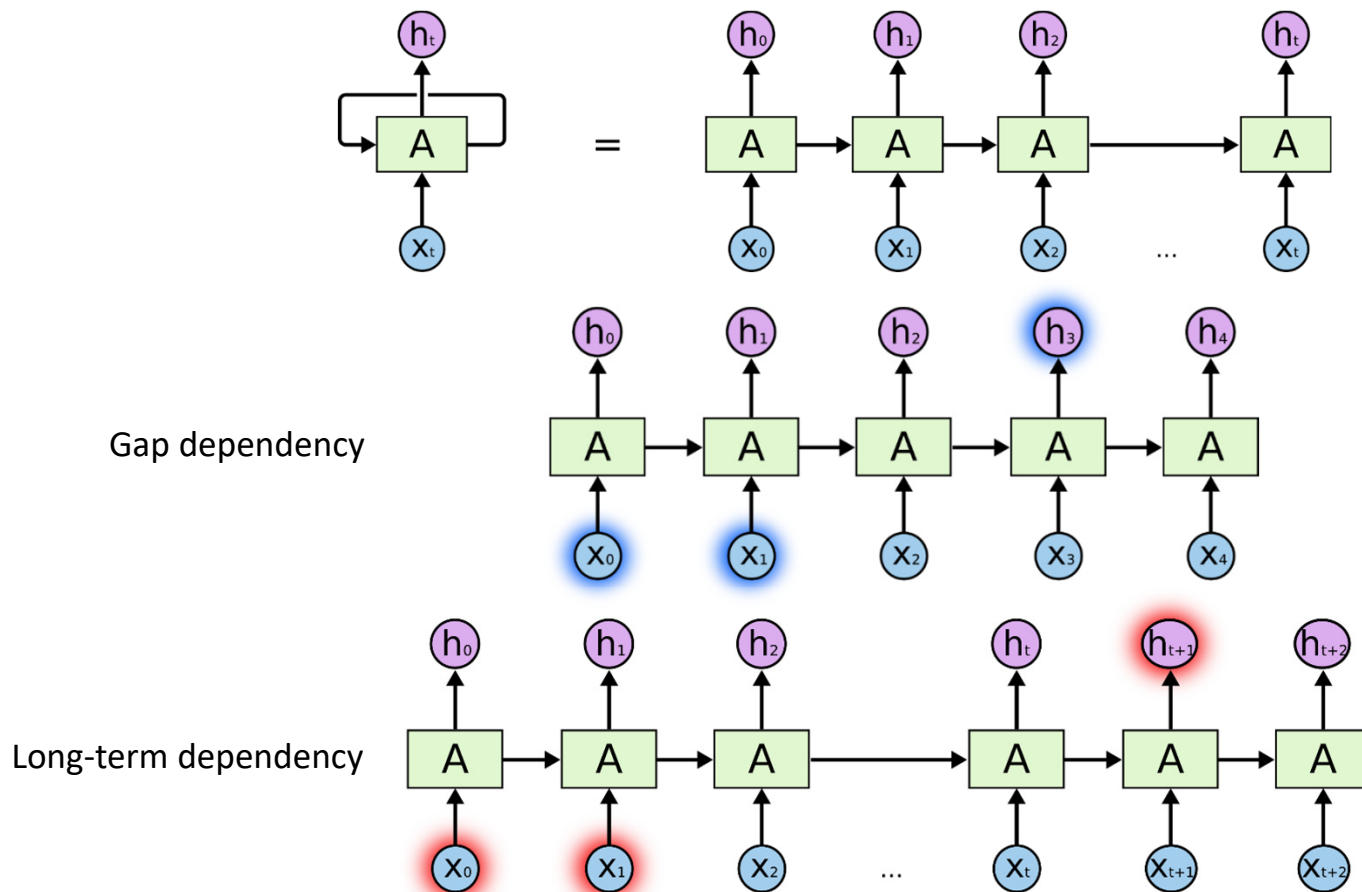 hₜ h₀ h₁ h₂ hₜ
A = A A A A
xₜ x₀ x₁ x₂ ... xₜ
h₀ h₁ h₂ h₃ h₄
Gap dependency A A A A A
x₀ x₁ x₂ x₃ x₄
h₀ h₁ h₂ hₜ hₜ₊₁ hₜ₊₂
Long-term dependency A A A A A A
x₀ x₁ x₂ ... xₜ xₜ₊₁ xₜ₊₂